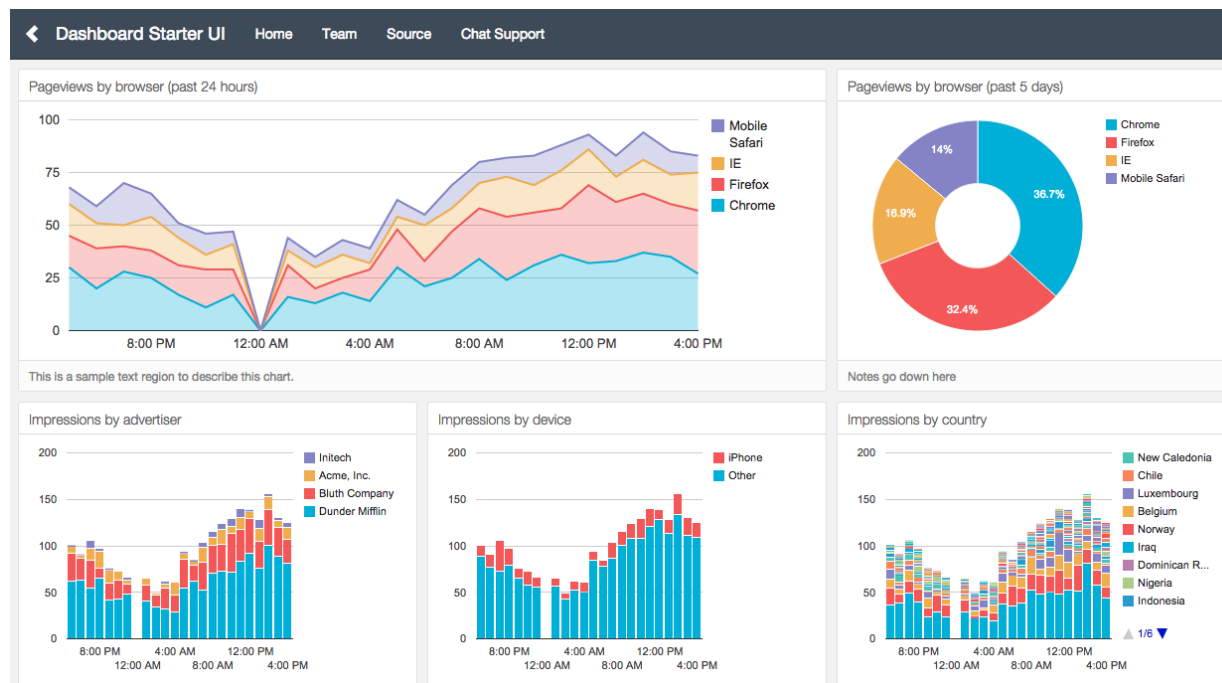 Dashboard Starter UI Home Team Source Chat Support
Pageviews by browser (past 24 hours)
100
75
50
25
0
8:00 PM 12:00 AM 4:00 AM 8:00 AM 12:00 PM 4:00 PM
Mobile
Safari
IE
Firefox
Chrome
This is a sample text region to describe this chart.
Pageviews by browser (past 5 days)
14%
36.7%
16.9%
32.4%
Chrome
Firefox
IE
Mobile Safari
Notes go down here
Impressions by advertiser
200
150
100
50
0
8:00 PM 4:00 AM 12:00 PM
12:00 AM 8:00 AM 4:00 PM
Initech
Acme, Inc.
Bluth Company
Dunder Mifflin
Impressions by device
200
150
100
50
0
8:00 PM 4:00 AM 12:00 PM
12:00 AM 8:00 AM 4:00 PM
iPhone
Other
Impressions by country
200
150
100
50
0
8:00 PM 4:00 AM 12:00 PM
12:00 AM 8:00 AM 4:00 PM
New Caledonia
Chile
Luxembourg
Belgium
Norway
Iraq
Dominican R...
Nigeria
Indonesia
1/6